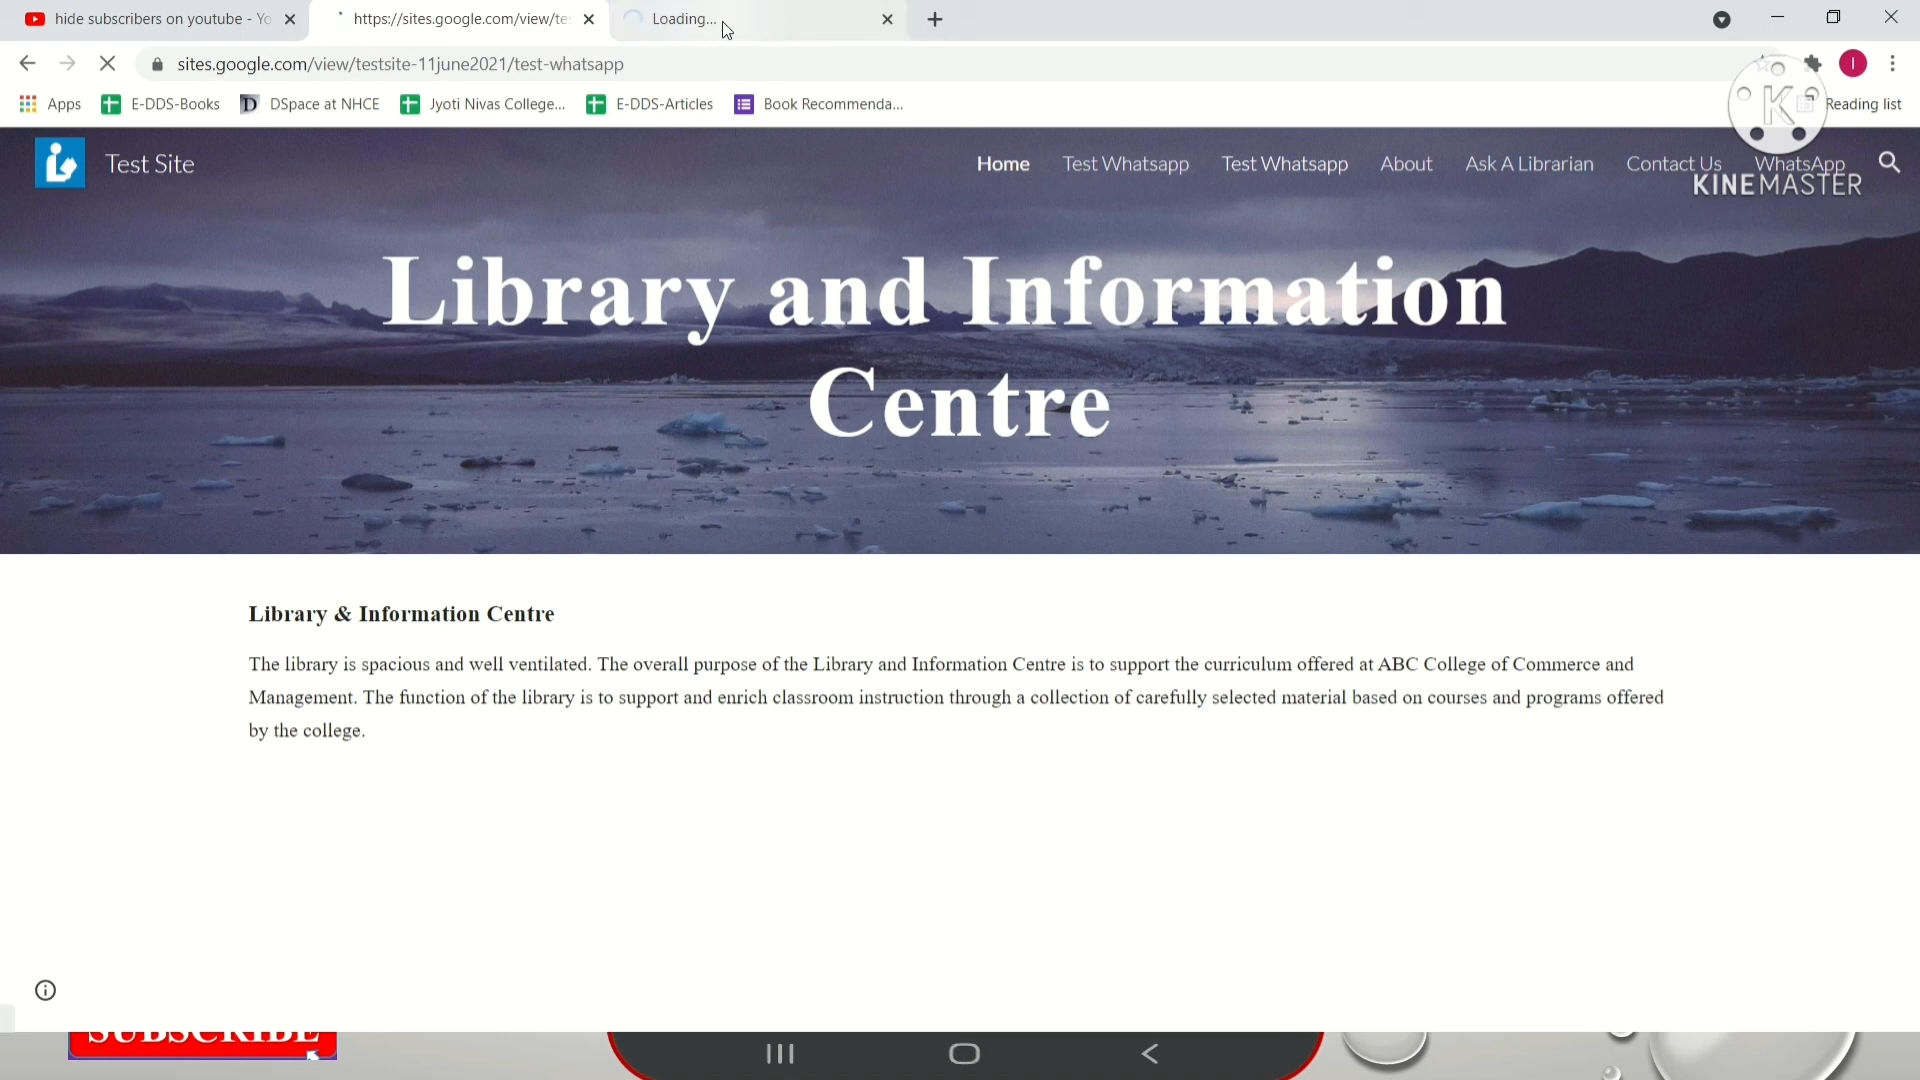 hide subscribers on youtube - Yo
https://sites.google.com/view/te
Loading...
sites.google.com/view/testsite-11june2021/test-whatsapp
I
Apps
E-DDS-Books
D
DSpace at NHCE
Jyoti Nivas College...
E-DDS-Articles
Book Recommenda...
K
Reading list
Test Site
Home
Test Whatsapp
Test Whatsapp
About
Ask A Librarian
Contact Us
WhatsApp
KINEMASTER
Library and Information
Centre
Library & Information Centre
The library is spacious and well ventilated. The overall purpose of the Library and Information Centre is to support the curriculum offered at ABC College of Commerce and
Management. The function of the library is to support and enrich classroom instruction through a collection of carefully selected material based on courses and programs offered
by the college.
SUBSCRIBE